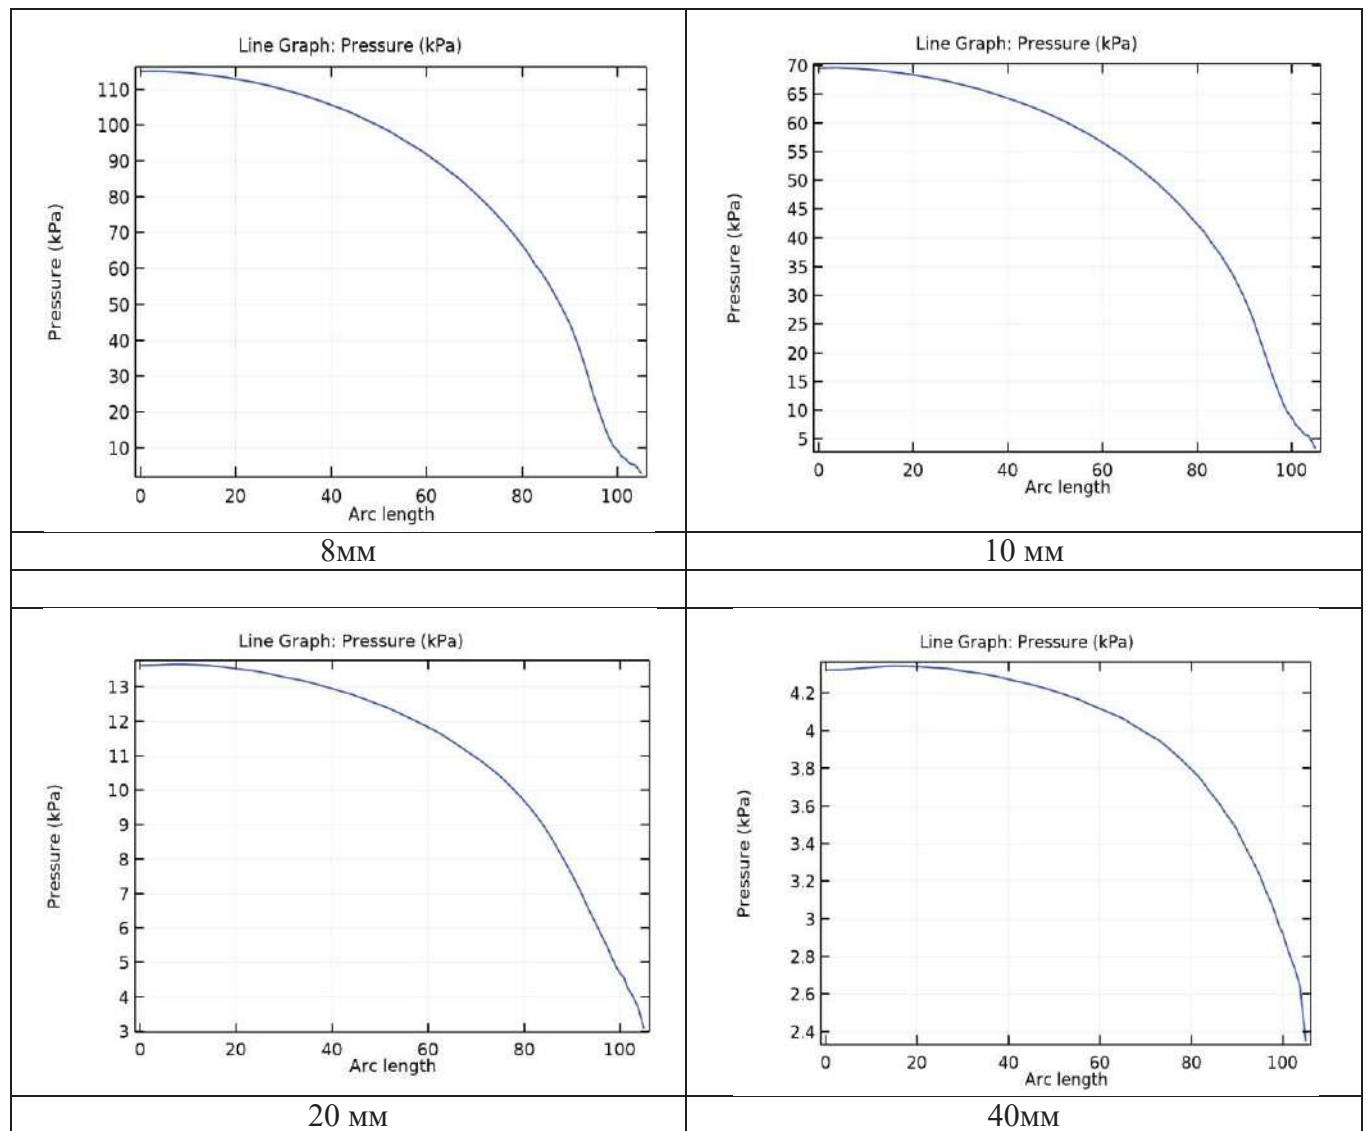 Line Graph: Pressure (kPa)
110
100
90
80
70
60
50
40
30
20
10
Pressure (kPa)
0 20 40 60 80 100
Arc length
Line Graph: Pressure (kPa)
70
65
60
55
50
45
40
35
30
25
20
15
10
5
Pressure (kPa)
0 20 40 60 80 100
Arc length
8мм 10 мм
Line Graph: Pressure (kPa)
13
12
11
10
9
8
7
6
5
4
3
Pressure (kPa)
0 20 40 60 80 100
Arc length
Line Graph: Pressure (kPa)
4.2
4
3.8
3.6
3.4
3.2
3
2.8
2.6
2.4
Pressure (kPa)
0 20 40 60 80 100
Arc length
20 мм 40мм